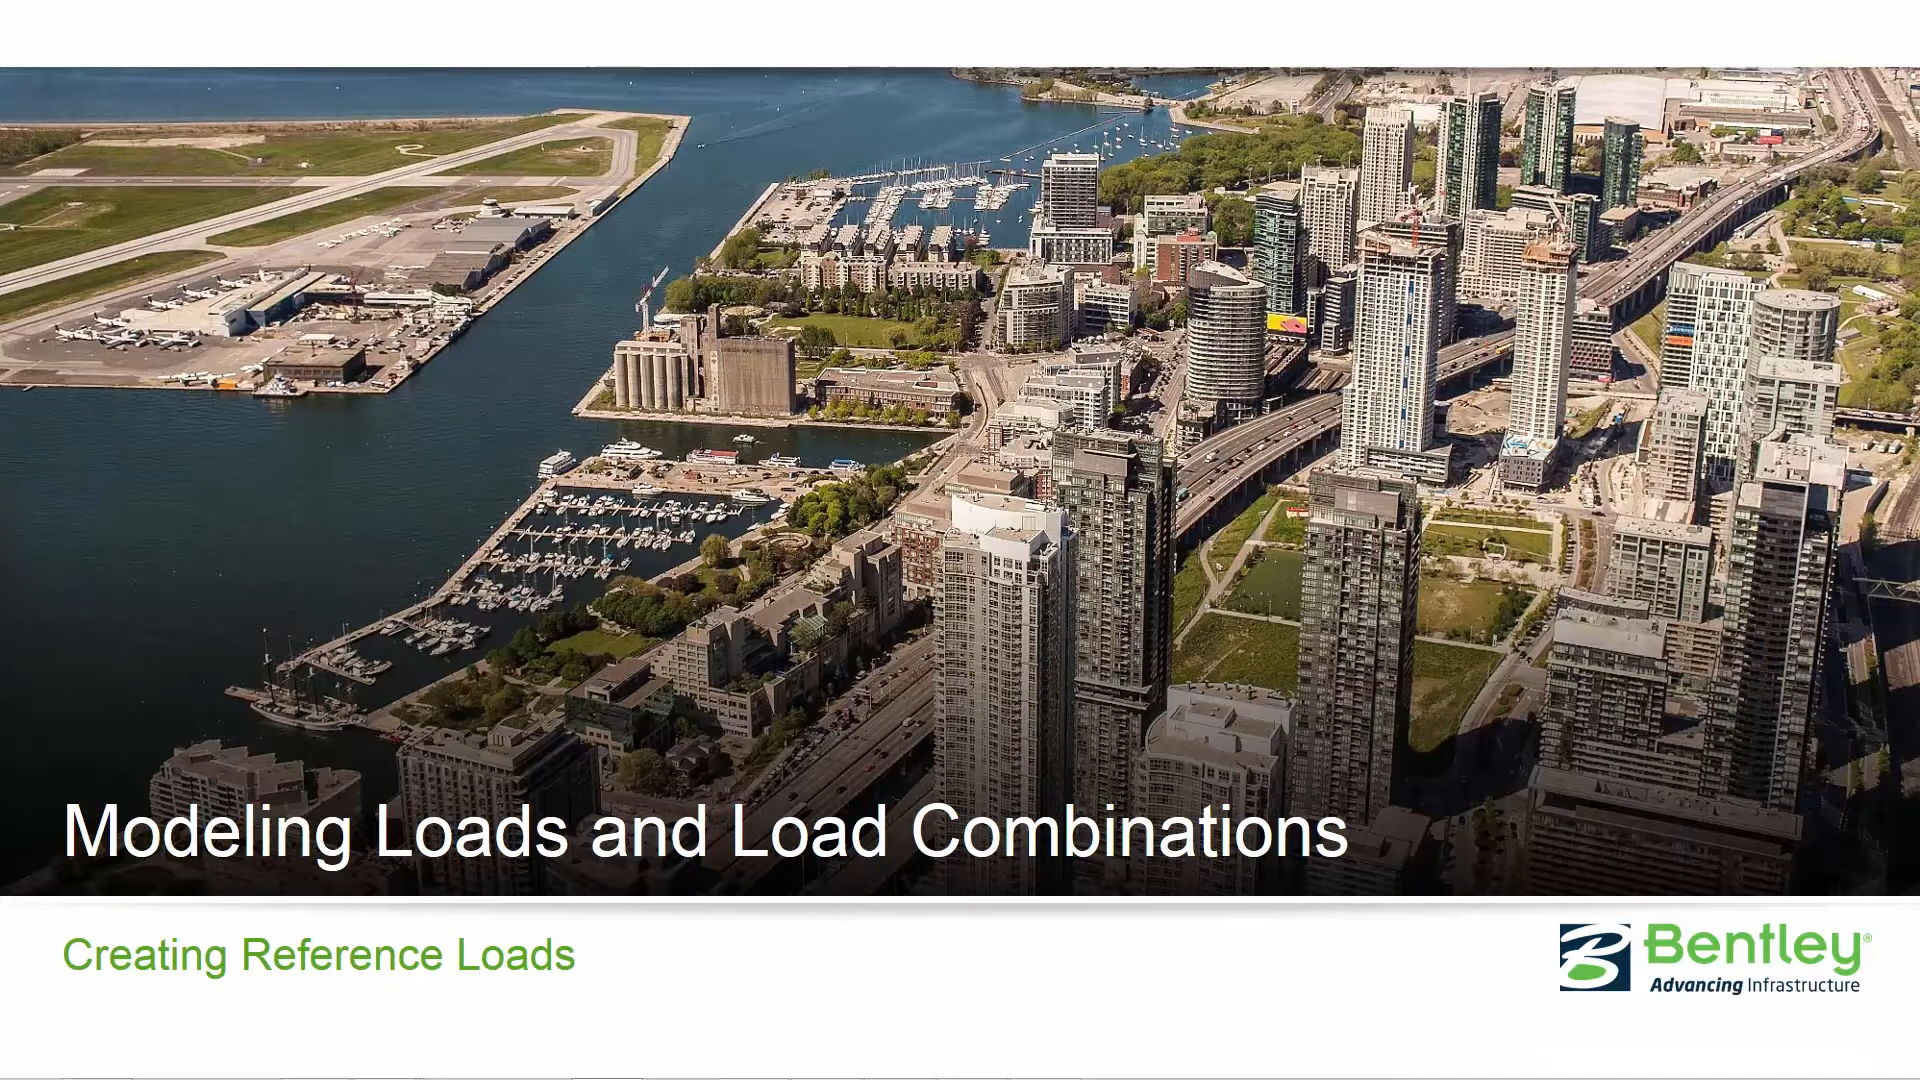 Modeling Loads and Load Combinations
Creating Reference Loads
Bentley®
Advancing Infrastructure